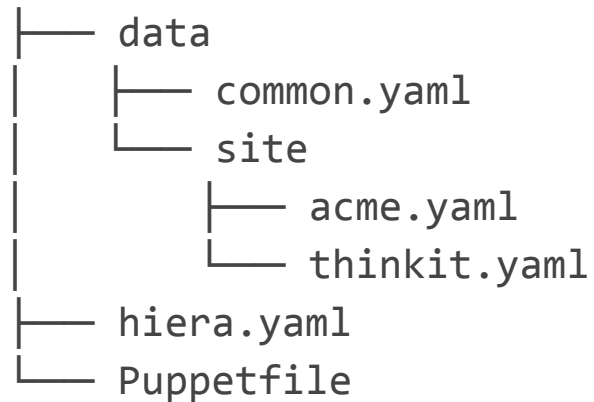 ├── data
│   ├── common.yaml
│   └── site
│       ├── acme.yaml
│       └── thinkit.yaml
├── hiera.yaml
└── Puppetfile